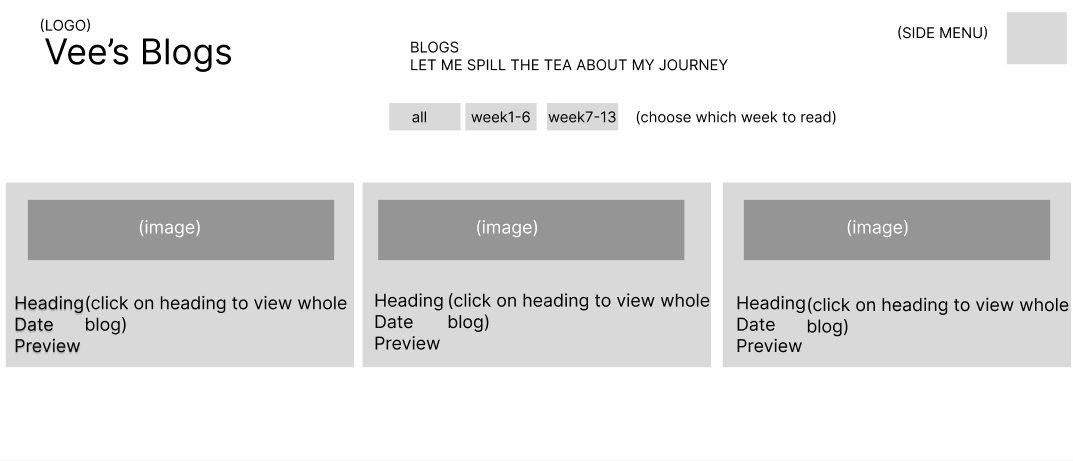 (LOGO)
Vee’s Blogs
(SIDE MENU)
BLOGS
LET ME SPILL THE TEA ABOUT MY JOURNEY
all
week1-6
week7-13
(choose which week to read)
(image)
Heading(click on heading to view whole
Date blog)
Preview
(image)
Heading (click on heading to view whole
Date blog)
Preview
(image)
Heading(click on heading to view whole
Date blog)
Preview